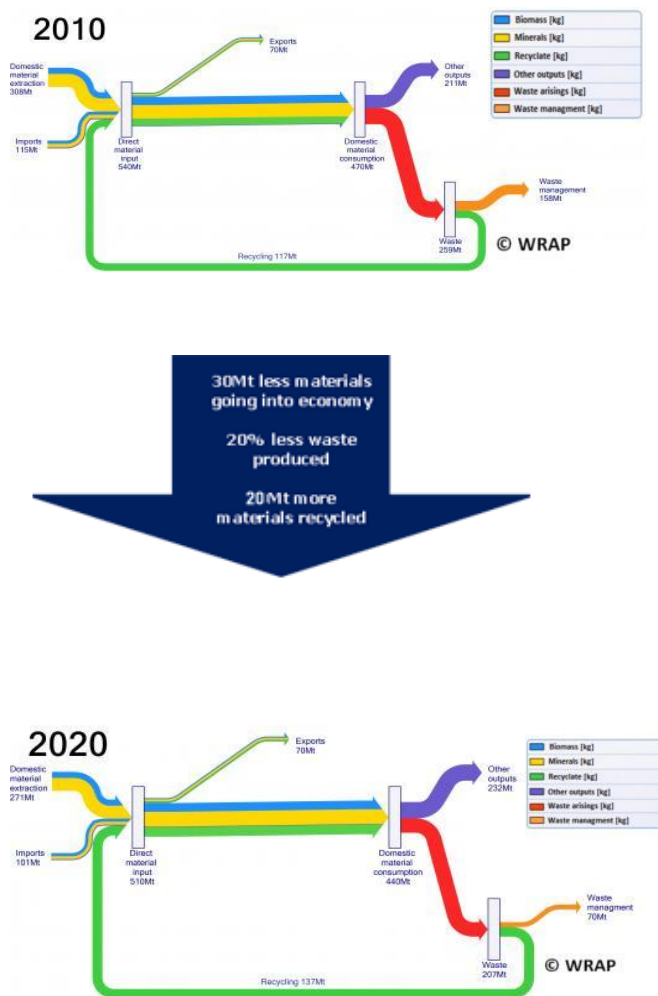 2010
Exports
70Mt
Domestic
material
extraction
308Mt
Other
outputs
211Mt
Biomass [kg]
Minerals [kg]
Recyclate [kg]
Other outputs [kg]
Waste arisings [kg]
Waste managment [kg]
Imports
115Mt
Direct
material
input
540Mt
Domestic
material
consumption
470Mt
Waste
management
158Mt
Waste
259Mt
© WRAP
Recycling 117Mt
30Mt less materials
going into economy
20% less waste
produced
20Mt more
materials recycled
2020
Exports
70Mt
Domestic
material
extraction
271Mt
Other
outputs
232Mt
Biomass [kg]
Minerals [kg]
Recyclate [kg]
Other outputs [kg]
Waste arisings [kg]
Waste managment [kg]
Imports
101Mt
Direct
material
input
510Mt
Domestic
material
consumption
440Mt
Waste
managment
70Mt
Waste
207Mt
© WRAP
Recycling 137Mt